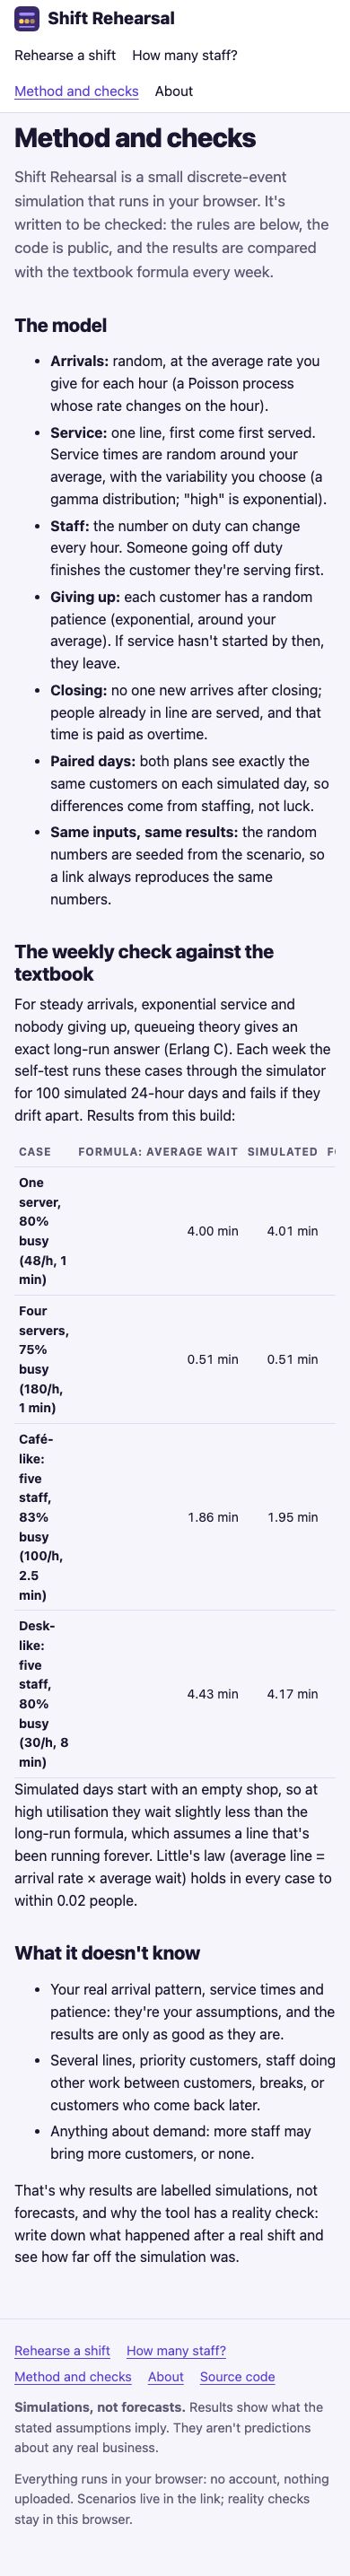 Shift Rehearsal
Rehearse a shift How many staff?
Method and checks About
Method and checks
Shift Rehearsal is a small discrete-event
simulation that runs in your browser. It's
written to be checked: the rules are below, the
code is public, and the results are compared
with the textbook formula every week.
The model
• Arrivals: random, at the average rate you
give for each hour (a Poisson process
whose rate changes on the hour).
• Service: one line, first come first served.
Service times are random around your
average, with the variability you choose (a
gamma distribution; "high" is exponential).
• Staff: the number on duty can change
every hour. Someone going off duty
finishes the customer they're serving first.
• Giving up: each customer has a random
patience (exponential, around your
average). If service hasn't started by then,
they leave.
• Closing: no one new arrives after closing;
people already in line are served, and that
time is paid as overtime.
• Paired days: both plans see exactly the
same customers on each simulated day, so
differences come from staffing, not luck.
• Same inputs, same results: the random
numbers are seeded from the scenario, so
a link always reproduces the same
numbers.
The weekly check against the
textbook
For steady arrivals, exponential service and
nobody giving up, queueing theory gives an
exact long-run answer (Erlang C). Each week the
self-test runs these cases through the simulator
for 100 simulated 24-hour days and fails if they
drift apart. Results from this build:
CASE FORMULA: AVERAGE WAIT SIMULATED
One
server,
80%
busy
(48/h, 1
min)
4.00 min 4.01 min
Four
servers,
75%
busy
(180/h,
1 min)
0.51 min 0.51 min
Café-
like:
five
staff,
83%
busy
(100/h,
2.5
min)
1.86 min 1.95 min
Desk-
like:
five
staff,
80%
busy
(30/h, 8
min)
4.43 min 4.17 min
Simulated days start with an empty shop, so at
high utilisation they wait slightly less than the
long-run formula, which assumes a line that's
been running forever. Little's law (average line =
arrival rate × average wait) holds in every case to
within 0.02 people.
What it doesn't know
• Your real arrival pattern, service times and
patience: they're your assumptions, and the
results are only as good as they are.
• Several lines, priority customers, staff doing
other work between customers, breaks, or
customers who come back later.
• Anything about demand: more staff may
bring more customers, or none.
That's why results are labelled simulations, not
forecasts, and why the tool has a reality check:
write down what happened after a real shift and
see how far off the simulation was.
Rehearse a shift How many staff?
Method and checks About Source code
Simulations, not forecasts. Results show what the
stated assumptions imply. They aren't predictions
about any real business.
Everything runs in your browser: no account, nothing
uploaded. Scenarios live in the link; reality checks
stay in this browser.